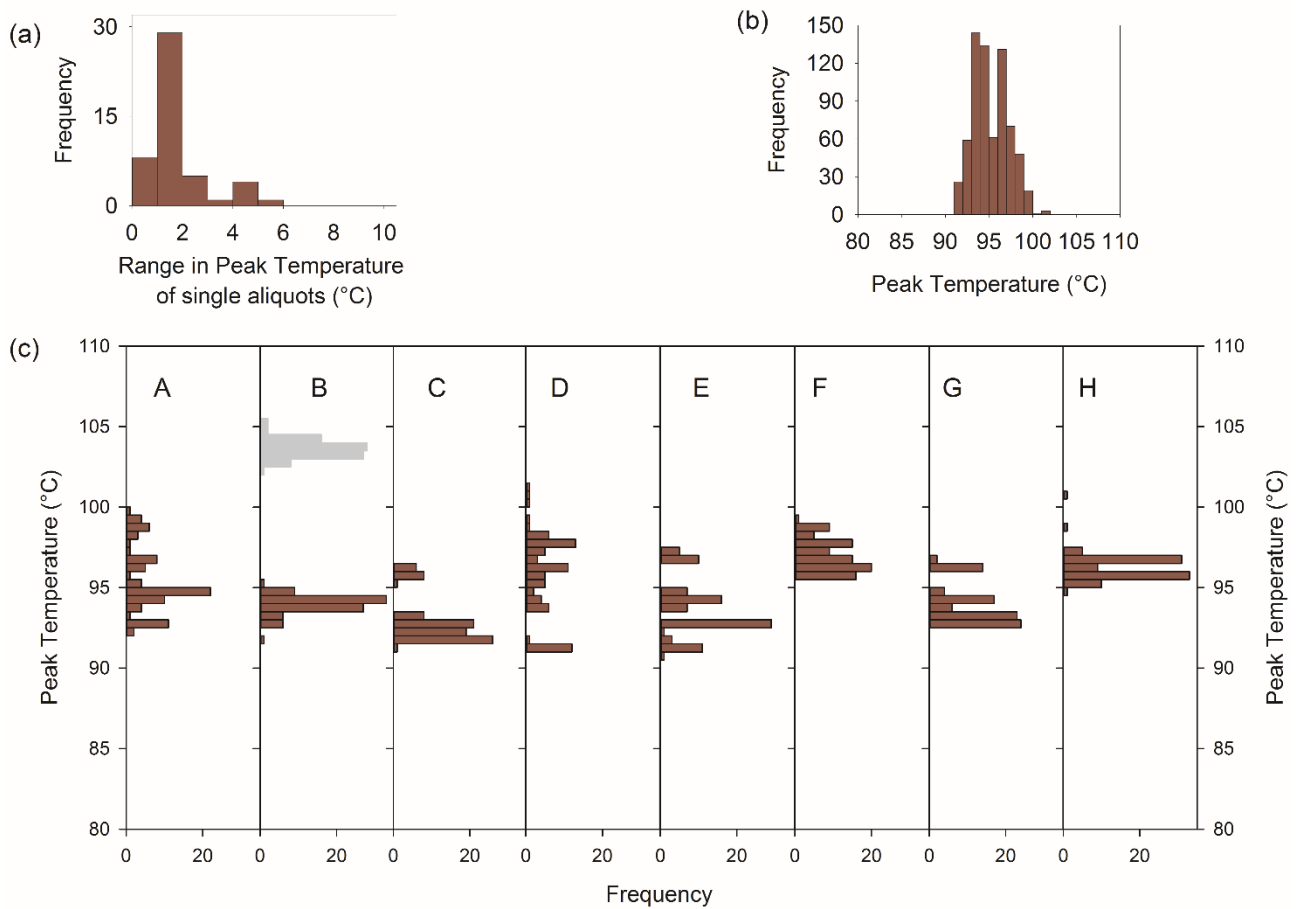 (a)
30
15
0
Frequency
0 2 4 6 8 10
Range in Peak Temperature
of single aliquots (°C)
(b)
150
120
90
60
30
0
Frequency
80 85 90 95 100 105 110
Peak Temperature (°C)
(c)
110
105
100
95
90
85
80
Peak Temperature (°C)
A B C D E F G H
110
105
100
95
90
85
80
Peak Temperature (°C)
0 20 0 20 0 20 0 20 0 20 0 20 0 20 0 20
Frequency